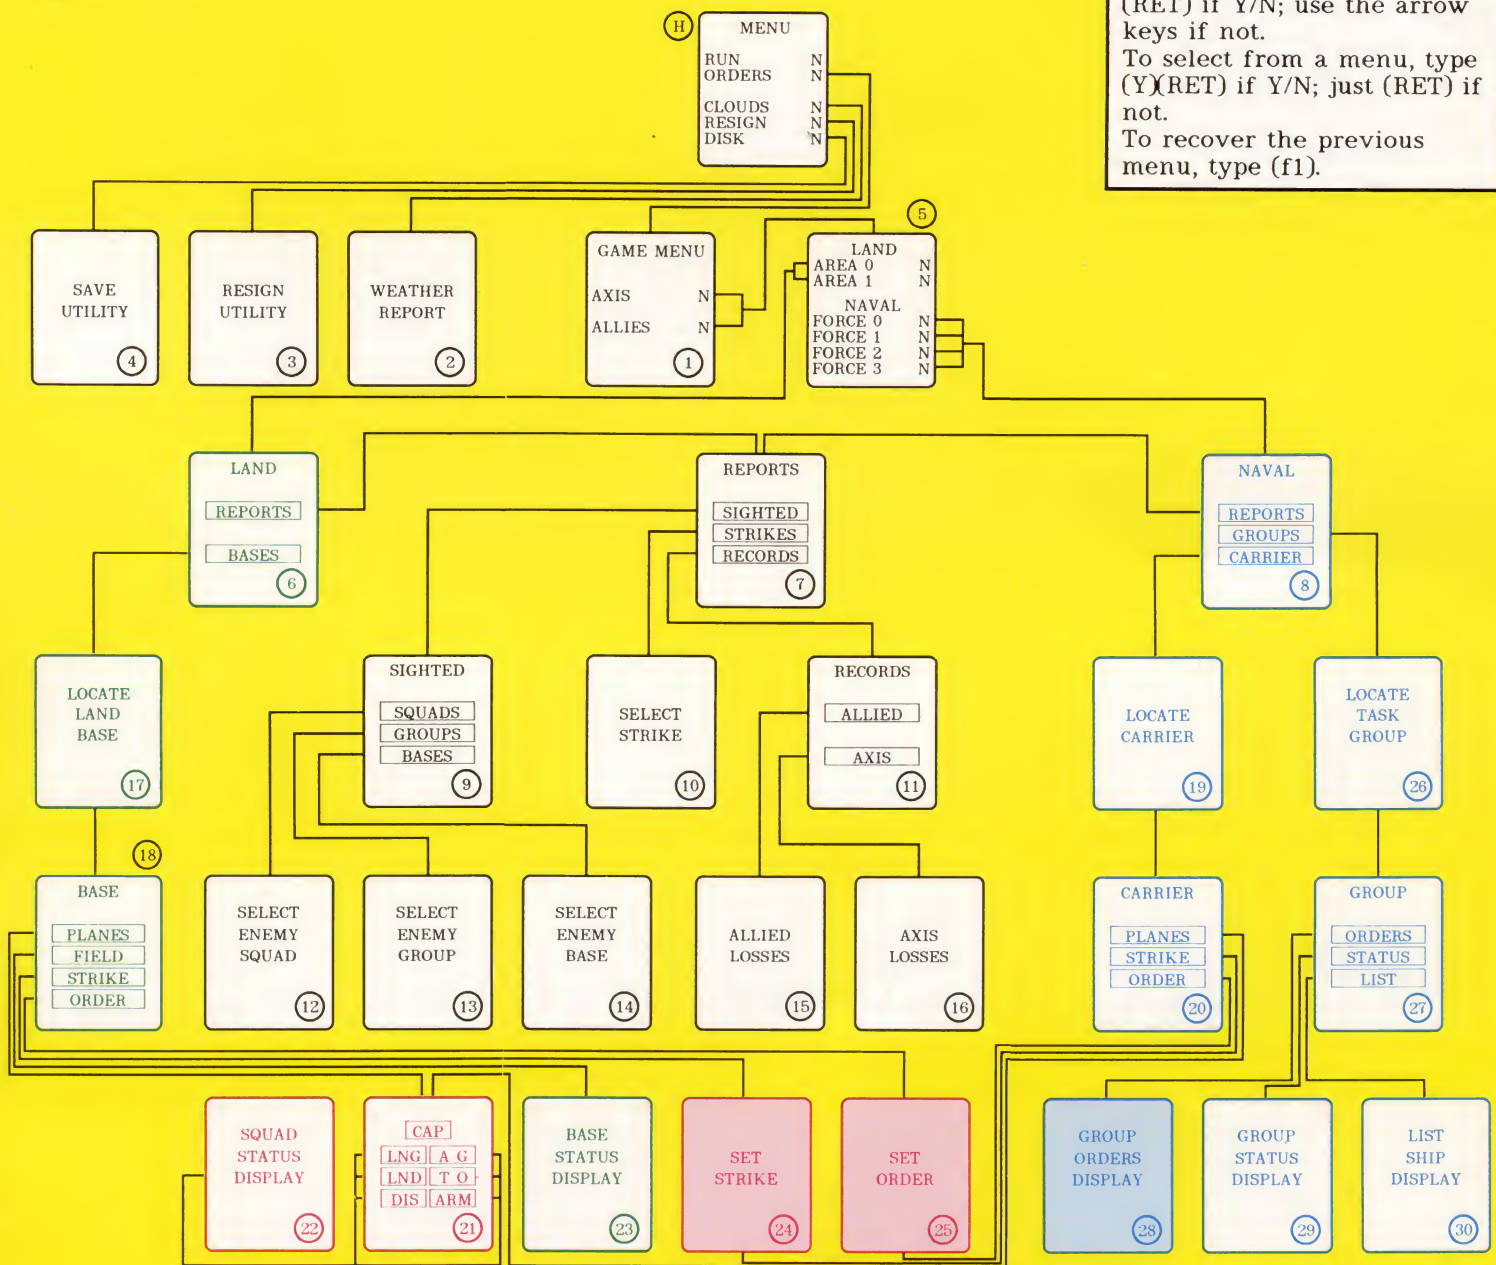 (RET) if Y/N; use the arrow
keys if not.
To select from a menu, type
(Y)(RET) if Y/N; just (RET) if
not.
To recover the previous
menu, type (f1).
H
MENU
RUN N
ORDERS N
CLOUDS N
RESIGN N
DISK N
SAVE
UTILITY
4
RESIGN
UTILITY
3
WEATHER
REPORT
2
GAME MENU
AXIS N
ALLIES N
1
5
LAND
AREA 0 N
AREA 1 N
NAVAL
FORCE 0 N
FORCE 1 N
FORCE 2 N
FORCE 3 N
LAND
REPORTS
BASES
6
REPORTS
SIGHTED
STRIKES
RECORDS
7
NAVAL
REPORTS
GROUPS
CARRIER
8
LOCATE
LAND
BASE
17
SIGHTED
SQUADS
GROUPS
BASES
9
SELECT
STRIKE
10
RECORDS
ALLIED
AXIS
11
LOCATE
CARRIER
19
LOCATE
TASK
GROUP
26
18
BASE
PLANES
FIELD
STRIKE
ORDER
SELECT
ENEMY
SQUAD
12
SELECT
ENEMY
GROUP
13
SELECT
ENEMY
BASE
14
ALLIED
LOSSES
15
AXIS
LOSSES
16
CARRIER
PLANES
STRIKE
ORDER
20
GROUP
ORDERS
STATUS
LIST
27
SQUAD
STATUS
DISPLAY
22
CAP
LNG A G
LND T O
DIS ARM
21
BASE
STATUS
DISPLAY
23
SET
STRIKE
24
SET
ORDER
25
GROUP
ORDERS
DISPLAY
28
GROUP
STATUS
DISPLAY
29
LIST
SHIP
DISPLAY
30